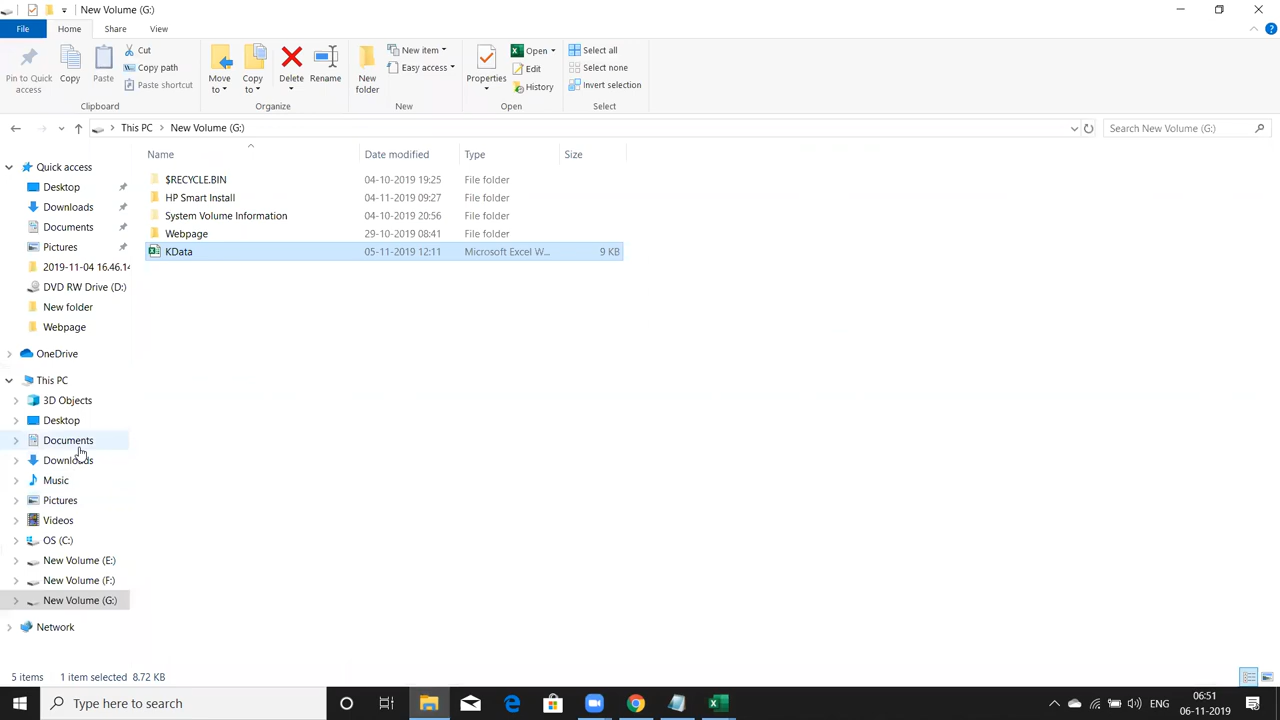 New Volume (G:)
File Home Share View
Pin to Quick access
Copy
Paste
Cut
Copy path
Paste shortcut
Clipboard
Move to
Copy to
Delete
Rename
Organize
New folder
New item
Easy access
New
Properties
Open
Edit
History
Open
Select all
Select none
Invert selection
Select
This PC New Volume (G:)
Search New Volume (G:)
Name Date modified Type Size
$RECYCLE.BIN 04-10-2019 19:25 File folder
HP Smart Install 04-11-2019 09:27 File folder
System Volume Information 04-10-2019 20:56 File folder
Webpage 29-10-2019 08:41 File folder
KData 05-11-2019 12:11 Microsoft Excel W... 9 KB
Quick access
Desktop
Downloads
Documents
Pictures
2019-11-04 16.46.14
DVD RW Drive (D:)
New folder
Webpage
OneDrive
This PC
3D Objects
Desktop
Documents
Downloads
Music
Pictures
Videos
OS (C:)
New Volume (E:)
New Volume (F:)
New Volume (G:)
Network
5 items 1 item selected 8.72 KB
Type here to search
ENG
06:51
06-11-2019